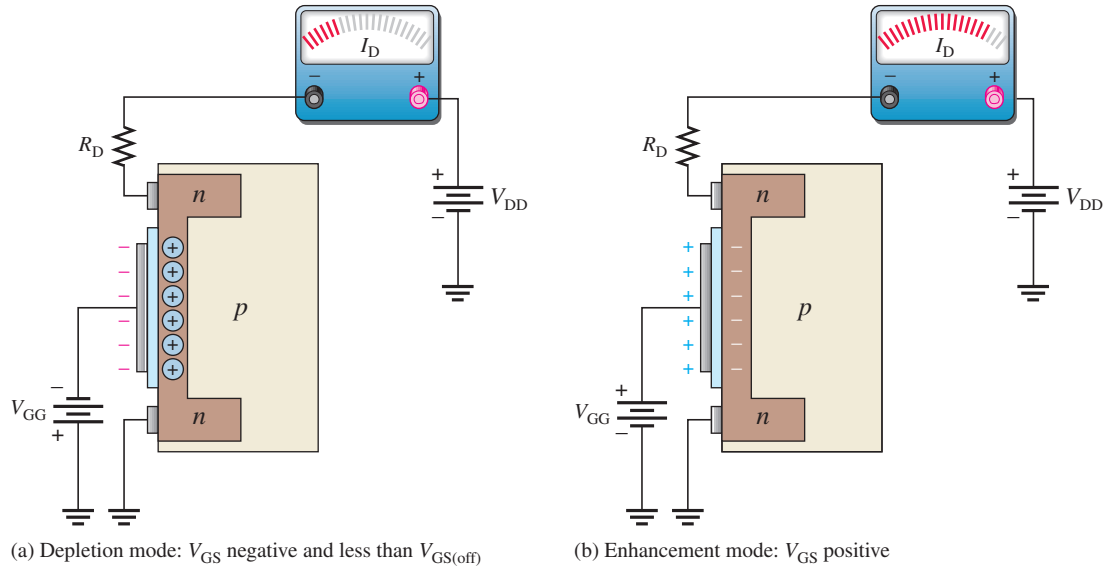 I_D
– +
R_D
n
+
V_DD
–
– +
– +
– +
p
– +
– +
– +
–
V_GG
+
n
(a) Depletion mode: V_GS negative and less than V_GS(off)
I_D
– +
R_D
n
+
V_DD
–
+ –
+ –
+ –
p
+ –
+ –
+ –
+
V_GG
–
n
(b) Enhancement mode: V_GS positive